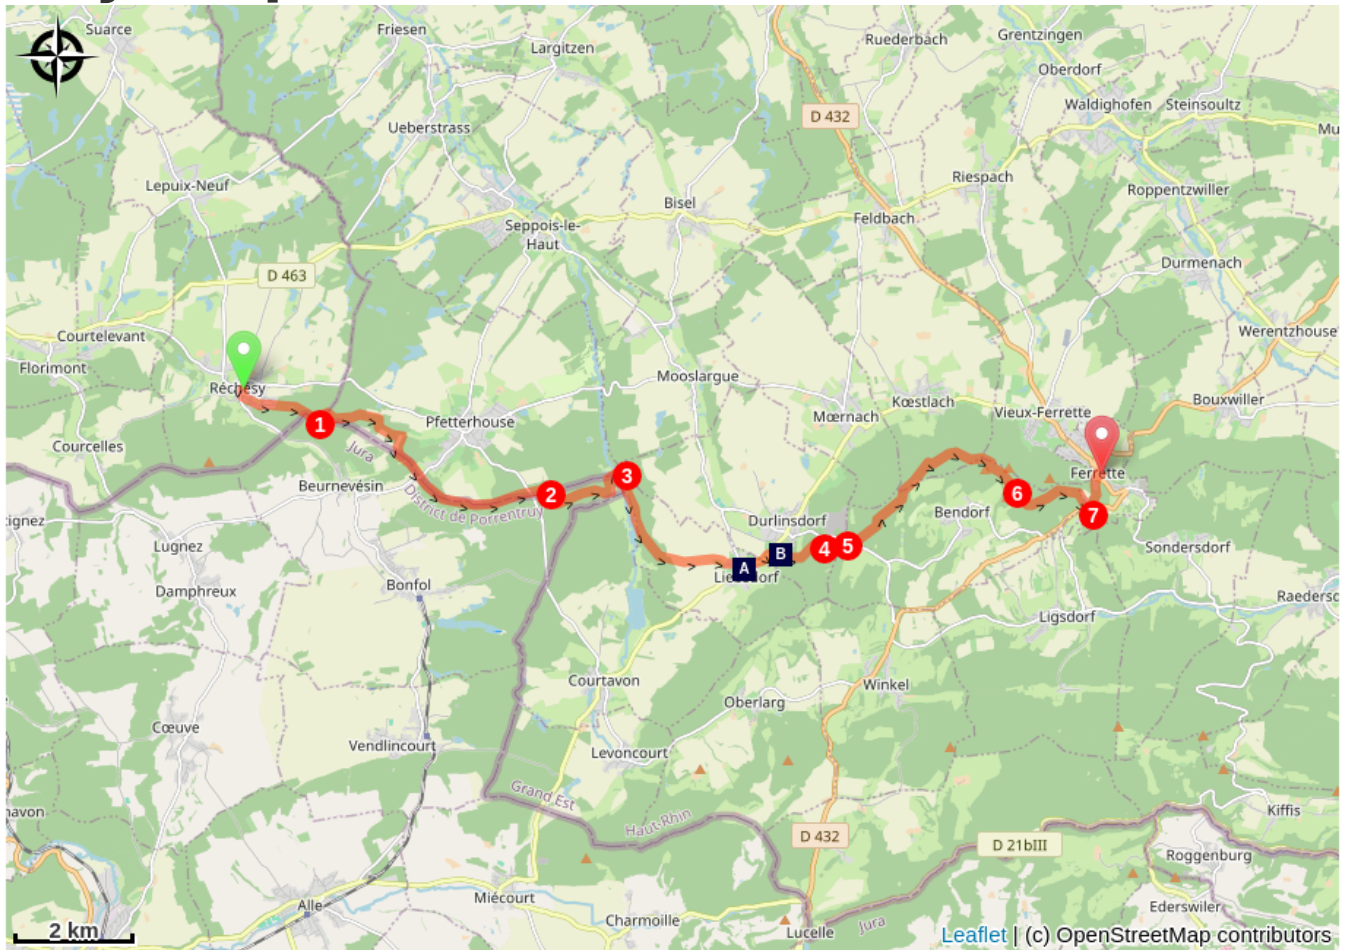 Suarce
Friesen
Largitzen
Ruederbach
Grentzingen
Oberdorf
Waldighofen
Steinsoultz
D 432
Ueberstrass
Lepuix-Neuf
Bisel
Riespach
Roppentzwiller
Seppois-le-
Haut
Feldbach
D 463
Durmenach
Courtelevant
Werentzhouse
Florimont
Réchésy
Mooslargue
Mœrnach
Kœstlach
Vieux-Ferrette
Bouxwiller
1
Pfetterhouse
Courcelles
Jura
Ferrette
Beurnevésin
2
3
6
District de Porrentruy
7
Bendorf
Durlinsdorf
Lugnez
A
B
4
5
Sondersdorf
Damphreux
Bonfol
Ligsdorf
Courtavon
Winkel
Oberlarg
Cœuve
Vendlincourt
Levoncourt
Grand Est
Haut-Rhin
Kiffis
D 432
D 21bIII
Roggenburg
Alle
Miécourt
Charmoille
Ederswiler
Jura
Lucelle
2 km
Leaflet | (c) OpenStreetMap contributors